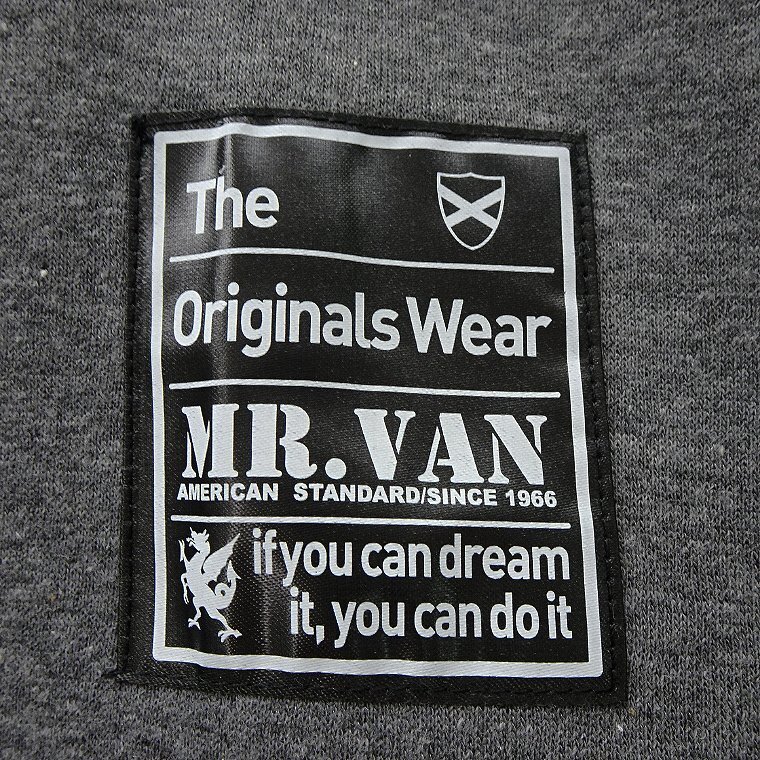 The
Originals Wear
MR.VAN
AMERICAN STANDARD/SINCE 1966
if you can dream
it, you can do it